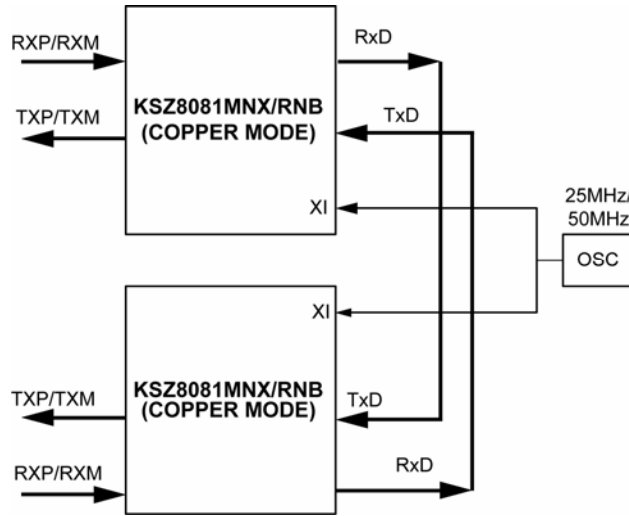 RXP/RXM
RxD
KSZ8081MNX/RNB
(COPPER MODE)
TXP/TXM
TxD
XI
25MHz/
50MHz
OSC
XI
KSZ8081MNX/RNB
(COPPER MODE)
TXP/TXM
TxD
RXP/RXM
RxD